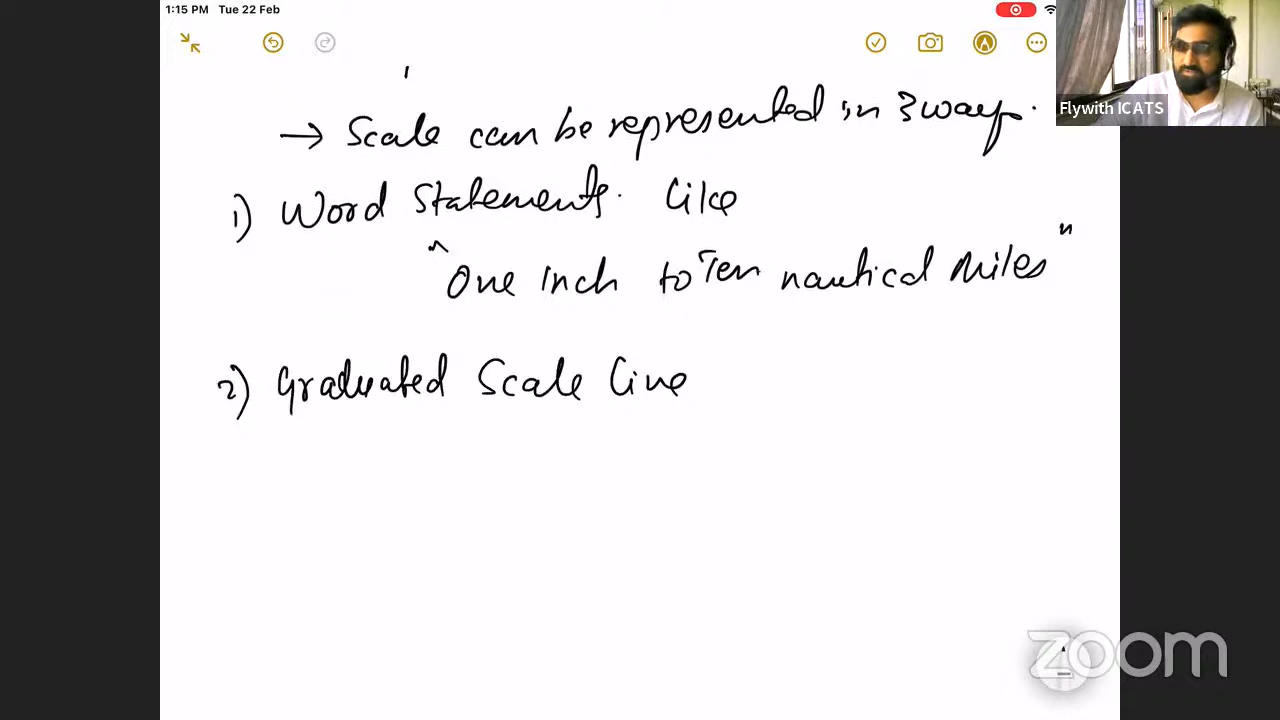 1:15 PM Tue 22 Feb
Flywith ICATS
→ Scale can be represented in 3 ways.
1) Word Statements. Like
"One Inch to Ten nautical Miles"
2) Graduated Scale Line
zoom